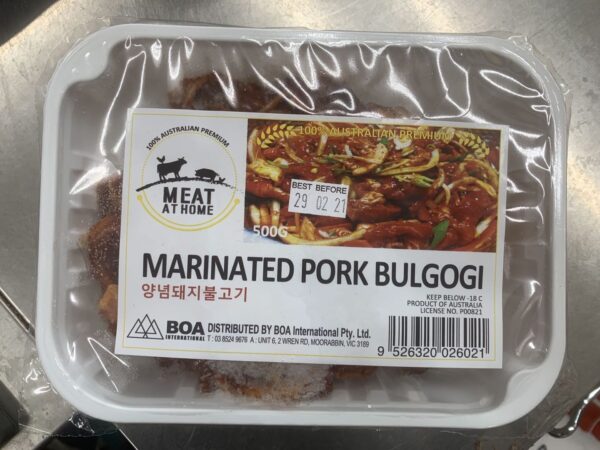 100% AUSTRALIAN PREMIUM
MEAT
AT HOME
100% AUSTRALIAN PREMIUM
BEST BEFORE
29 02 21
500G
MARINATED PORK BULGOGI
양념돼지불고기
KEEP BELOW -18 C
PRODUCT OF AUSTRALIA
LICENSE NO. P00821
BOA
INTERNATIONAL
DISTRIBUTED BY BOA International Pty. Ltd.
T : 03 8524 9676 A : UNIT 6, 2 WREN RD, MOORABBIN, VIC 3189
9 526320 026021